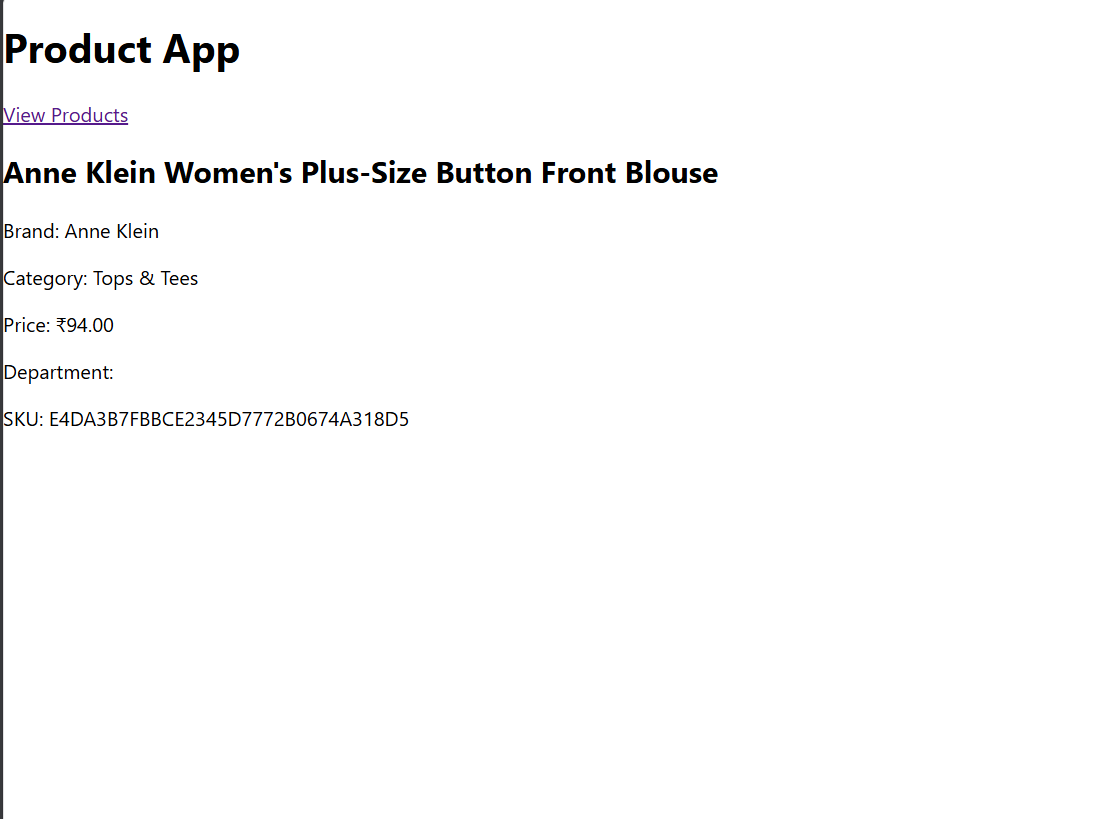 Product App
View Products
Anne Klein Women's Plus-Size Button Front Blouse
Brand: Anne Klein
Category: Tops & Tees
Price: ₹94.00
Department:
SKU: E4DA3B7FBBCE2345D7772B0674A318D5